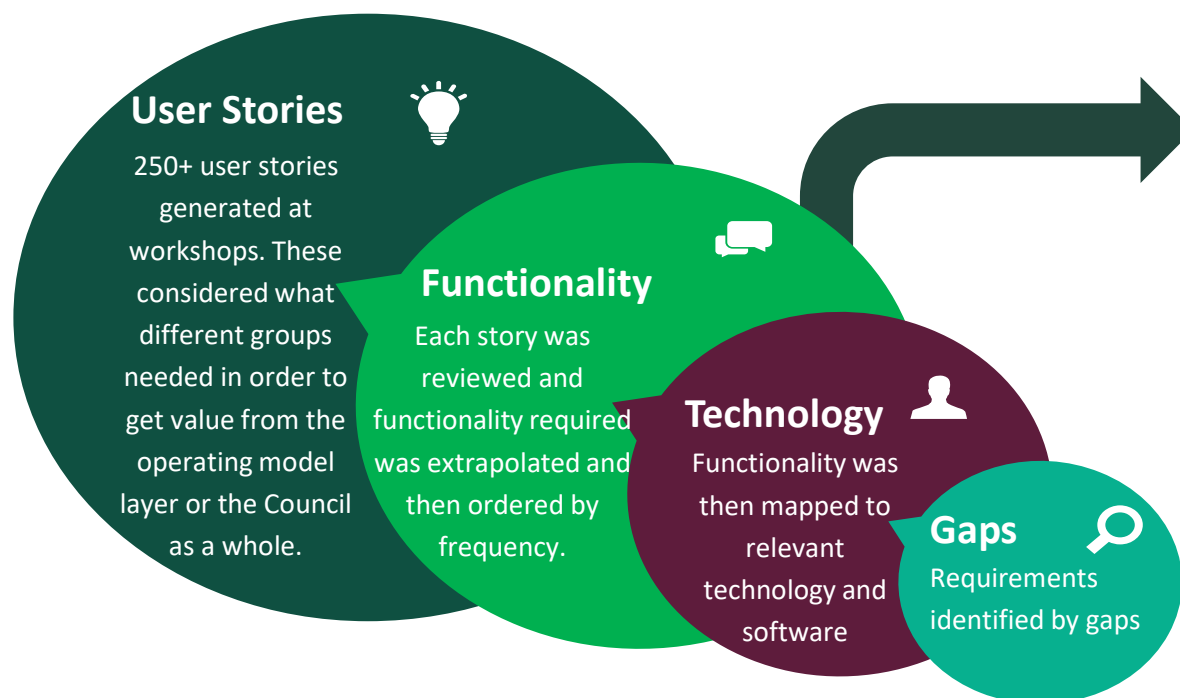 User Stories
250+ user stories
generated at
workshops. These
considered what
different groups
needed in order to
get value from the
operating model
layer or the Council
as a whole.
Functionality
Each story was
reviewed and
functionality required
was extrapolated and
then ordered by
frequency.
Technology
Functionality was
then mapped to
relevant
technology and
software
Gaps
Requirements
identified by gaps